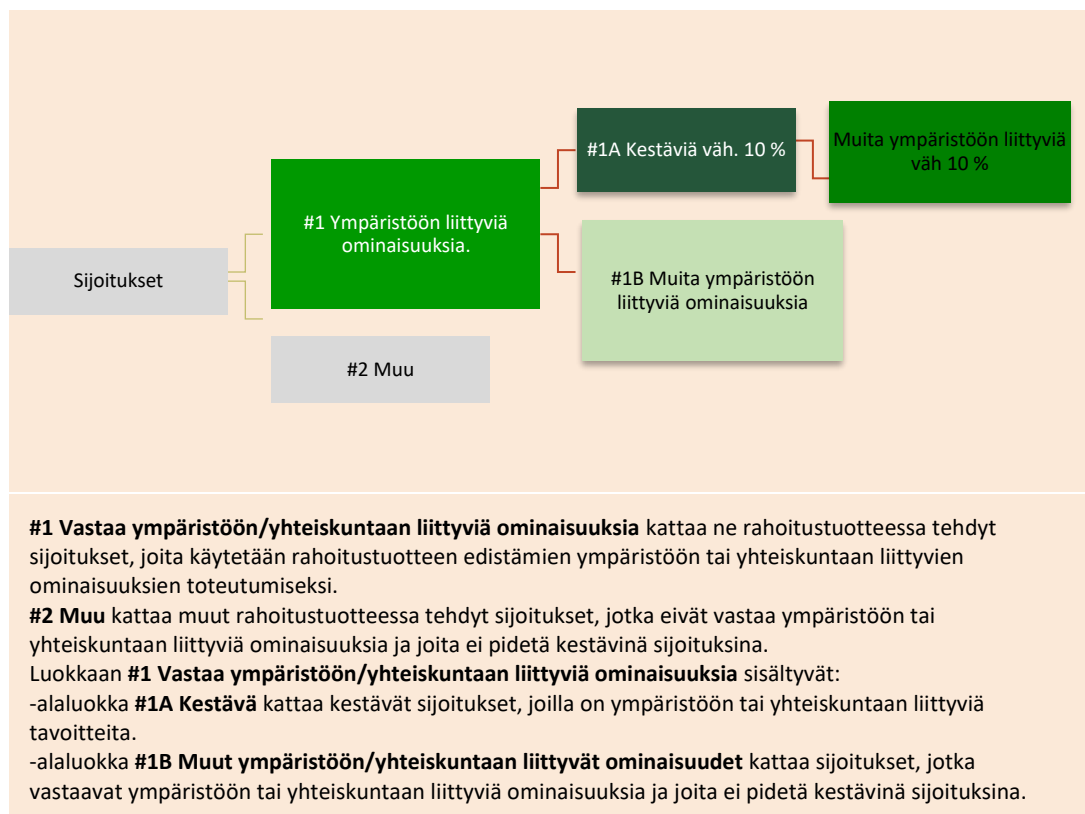 #1A Kestäviä väh. 10 %
Muita ympäristöön liittyviä
väh 10 %
#1 Ympäristöön liittyviä
ominaisuuksia.
Sijoitukset
#1B Muita ympäristöön
liittyviä ominaisuuksia
#2 Muu
#1 Vastaa ympäristöön/yhteiskuntaan liittyviä ominaisuuksia kattaa ne rahoitustuotteessa tehdyt
sijoitukset, joita käytetään rahoitustuotteen edistämien ympäristöön tai yhteiskuntaan liittyvien
ominaisuuksien toteutumiseksi.
#2 Muu kattaa muut rahoitustuotteessa tehdyt sijoitukset, jotka eivät vastaa ympäristöön tai
yhteiskuntaan liittyviä ominaisuuksia ja joita ei pidetä kestävinä sijoituksina.
Luokkaan #1 Vastaa ympäristöön/yhteiskuntaan liittyviä ominaisuuksia sisältyvät:
-alaluokka #1A Kestävä kattaa kestävät sijoitukset, joilla on ympäristöön tai yhteiskuntaan liittyviä
tavoitteita.
-alaluokka #1B Muut ympäristöön/yhteiskuntaan liittyvät ominaisuudet kattaa sijoitukset, jotka
vastaavat ympäristöön tai yhteiskuntaan liittyviä ominaisuuksia ja joita ei pidetä kestävinä sijoituksina.